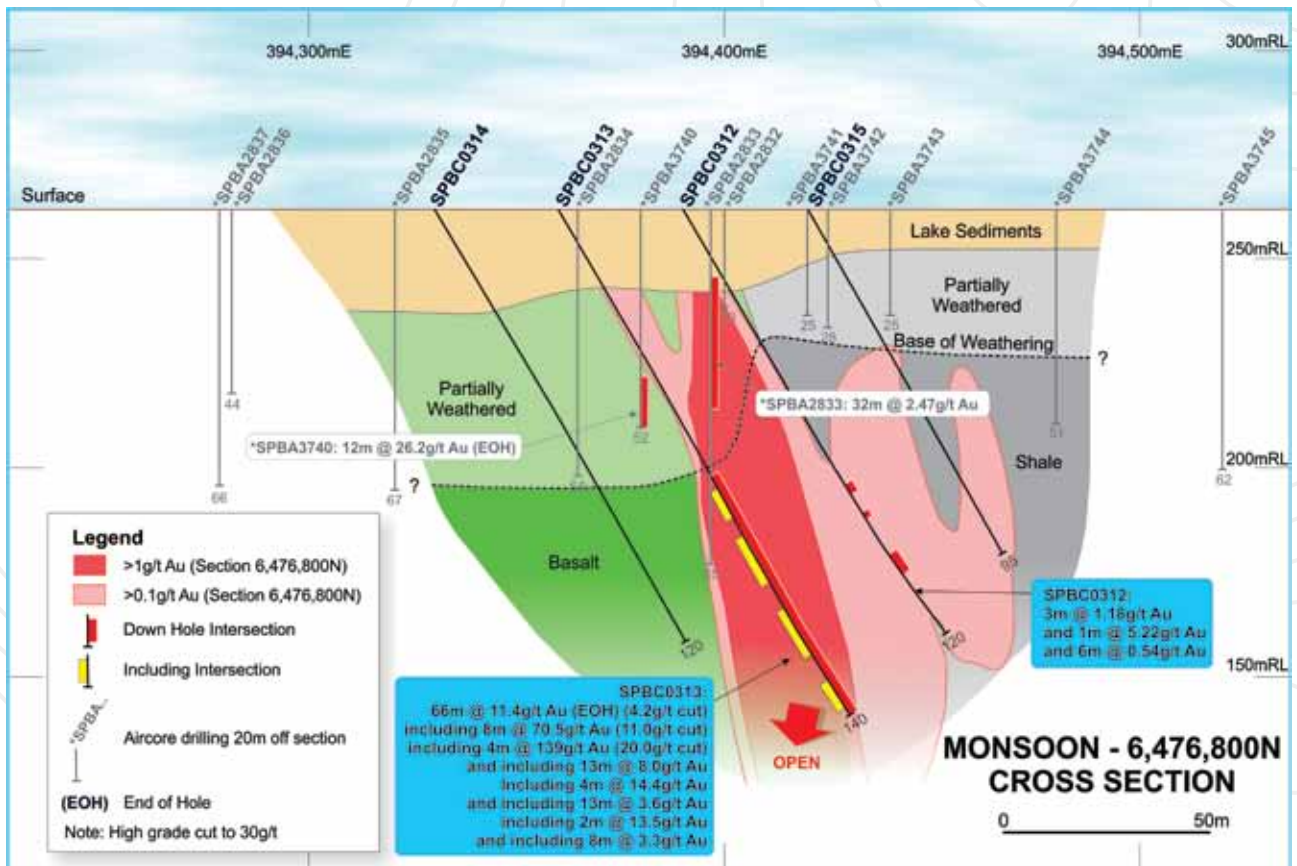 394,300mE
394,400mE
394,500mE
300mRL
*SPBA2837
*SPBA2836
*SPBA2835
SPBC0314
SPBC0313
*SPBA2834
*SPBA3740
SPBC0312
*SPBA2833
*SPBA2832
*SPBA3741
SPBC0315
*SPBA3742
*SPBA3743
*SPBA3744
*SPBA3745
Surface
Lake Sediments
250mRL
Partially
Weathered
25
25
Base of Weathering
?
44
Partially
Weathered
*SPBA2833: 32m @ 2.47g/t Au
52
*SPBA3740: 12m @ 26.2g/t Au (EOH)
51
Shale
200mRL
?
66
67
62
Basalt
95
120
120
140
SPBC0312:
3m @ 1.18g/t Au
and 1m @ 5.22g/t Au
and 6m @ 0.54g/t Au
150mRL
SPBC0313:
66m @ 11.4g/t Au (EOH) (4.2g/t cut)
including 8m @ 70.5g/t Au (11.0g/t cut)
including 4m @ 139g/t Au (20.0g/t cut)
and including 13m @ 8.0g/t Au
Including 4m @ 14.4g/t Au
and including 13m @ 3.6g/t Au
including 2m @ 13.5g/t Au
and including 8m @ 3.3g/t Au
OPEN
MONSOON - 6,476,800N
CROSS SECTION
0 50m
Legend
>1g/t Au (Section 6,476,800N)
>0.1g/t Au (Section 6,476,800N)
Down Hole Intersection
Including Intersection
*SPBA..
Aircore drilling 20m off section
(EOH) End of Hole
Note: High grade cut to 30g/t